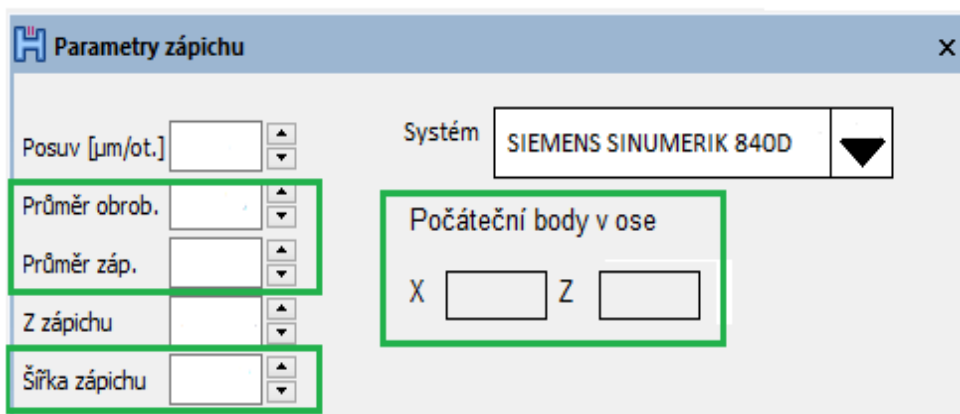 Parametry zápichu
Posuv [µm/ot.]
Průměr obrob.
Průměr záp.
Z zápichu
Šířka zápichu
Systém SIEMENS SINUMERIK 840D
Počáteční body v ose
X Z